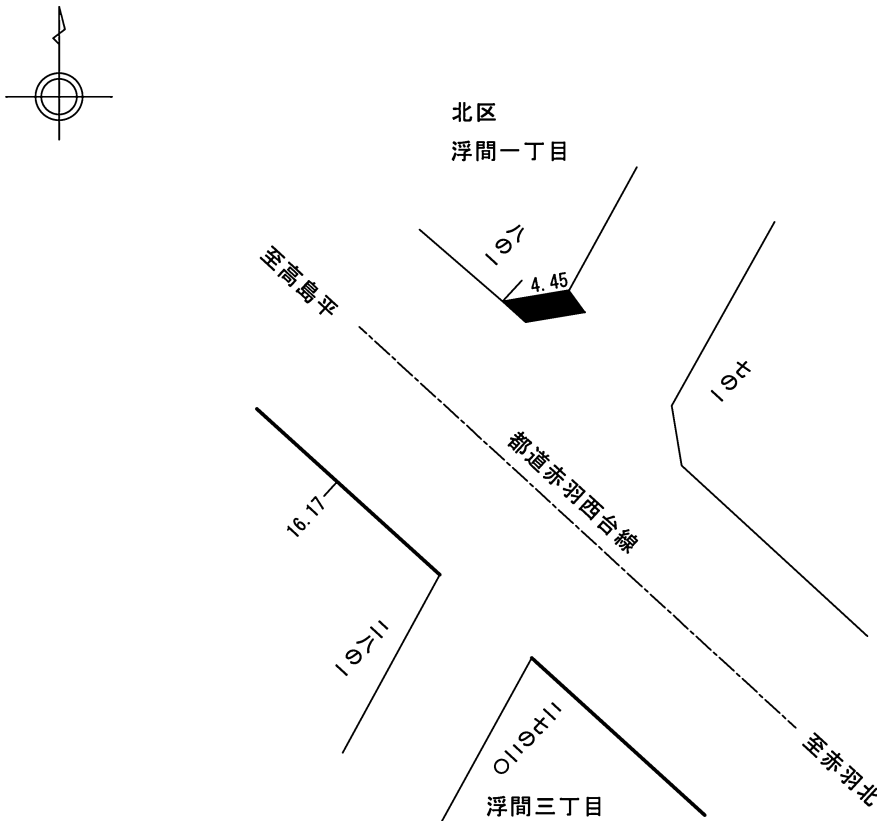 北区
浮間一丁目
八の一
4.45
至高島平
七の一
都道赤羽西台線
16.17
二八の一
二七の二〇
至赤羽北
浮間三丁目